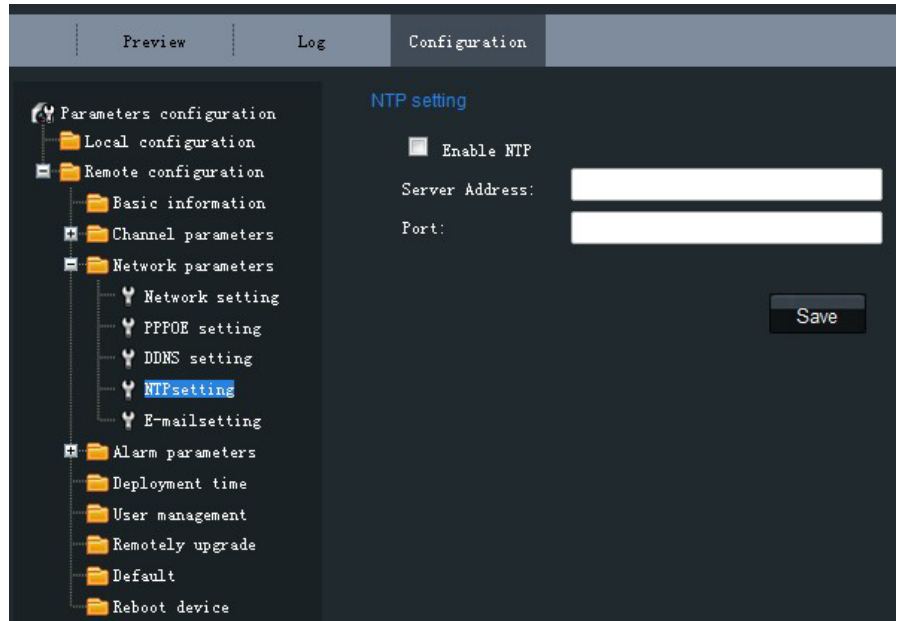 Preview Log Configuration
Parameters configuration
Local configuration
Remote configuration
Basic information
Channel parameters
Network parameters
Network setting
PPPOE setting
DDNS setting
NTPsetting
E-mailsetting
Alarm parameters
Deployment time
User management
Remotely upgrade
Default
Reboot device
NTP setting
Enable NTP
Server Address:
Port:
Save